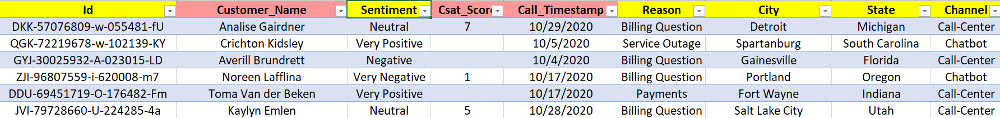 Id Customer_Name Sentiment Csat_Score Call_Timestamp Reason City State Channel
DKK-57076809-w-055481-fU Analise Gairdner Neutral 7 10/29/2020 Billing Question Detroit Michigan Call-Center
QGK-72219678-w-102139-KY Crichton Kidsley Very Positive 10/5/2020 Service Outage Spartanburg South Carolina Chatbot
GYJ-30025932-A-023015-LD Averill Brundrett Negative 10/4/2020 Billing Question Gainesville Florida Call-Center
ZJI-96807559-i-620008-m7 Noreen Lafflina Very Negative 1 10/17/2020 Billing Question Portland Oregon Chatbot
DDU-69451719-O-176482-Fm Toma Van der Beken Very Positive 10/17/2020 Payments Fort Wayne Indiana Call-Center
JVI-79728660-U-224285-4a Kaylyn Emlen Neutral 5 10/28/2020 Billing Question Salt Lake City Utah Call-Center